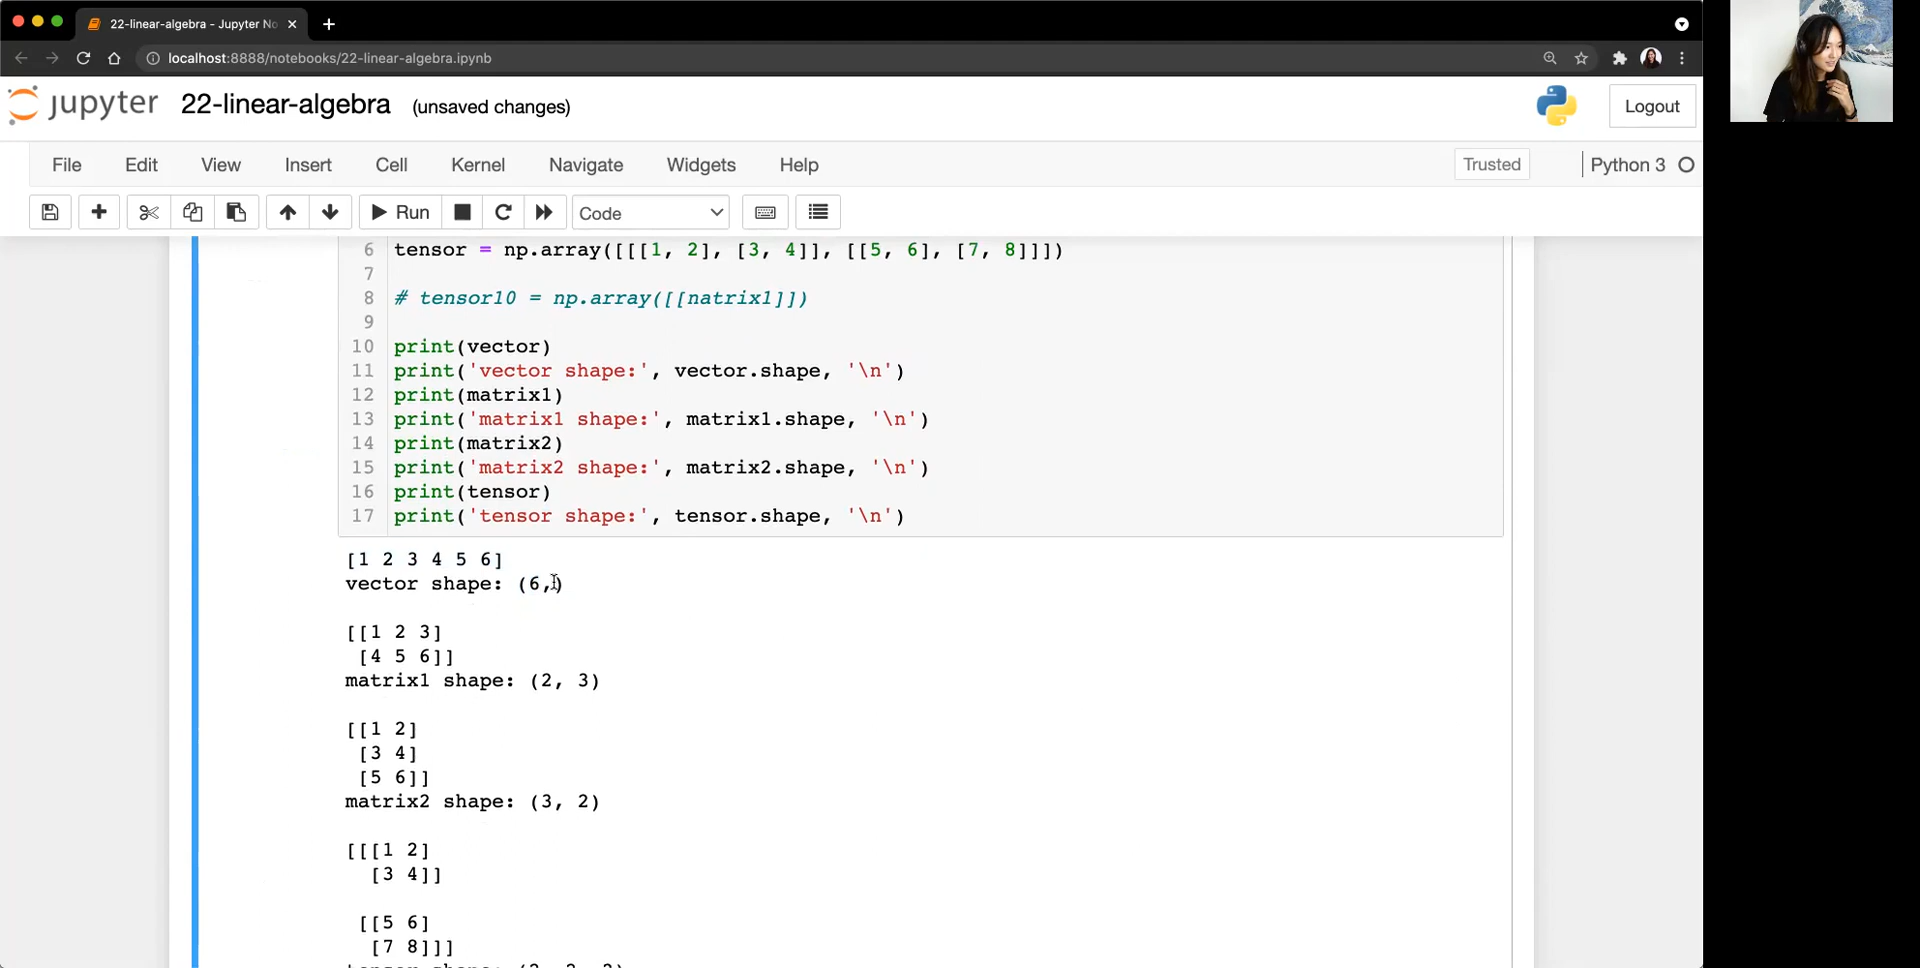 22-linear-algebra - Jupyter No
localhost:8888/notebooks/22-linear-algebra.ipynb
jupyter 22-linear-algebra (unsaved changes)
Logout
File Edit View Insert Cell Kernel Navigate Widgets Help
Trusted
Python 3
Run
Code
6 tensor = np.array([[[1, 2], [3, 4]], [[5, 6], [7, 8]]])
7
8 # tensor10 = np.array([[natrix1]])
9
10 print(vector)
11 print('vector shape:', vector.shape, '\n')
12 print(matrix1)
13 print('matrix1 shape:', matrix1.shape, '\n')
14 print(matrix2)
15 print('matrix2 shape:', matrix2.shape, '\n')
16 print(tensor)
17 print('tensor shape:', tensor.shape, '\n')
[1 2 3 4 5 6]
vector shape: (6,)
[[1 2 3]
[4 5 6]]
matrix1 shape: (2, 3)
[[1 2]
[3 4]
[5 6]]
matrix2 shape: (3, 2)
[[[1 2]
[3 4]]
[[5 6]
[7 8]]]